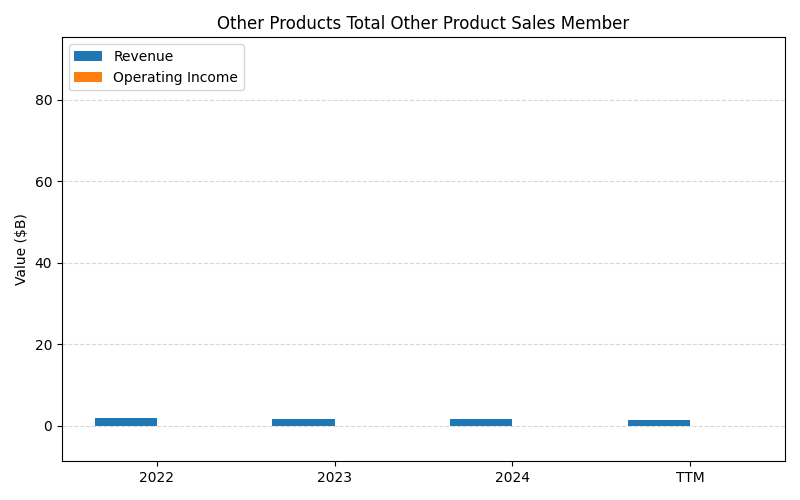 Other Products Total Other Product Sales Member
Revenue
Operating Income
Value ($B)
80
60
40
20
0
2022 2023 2024 TTM